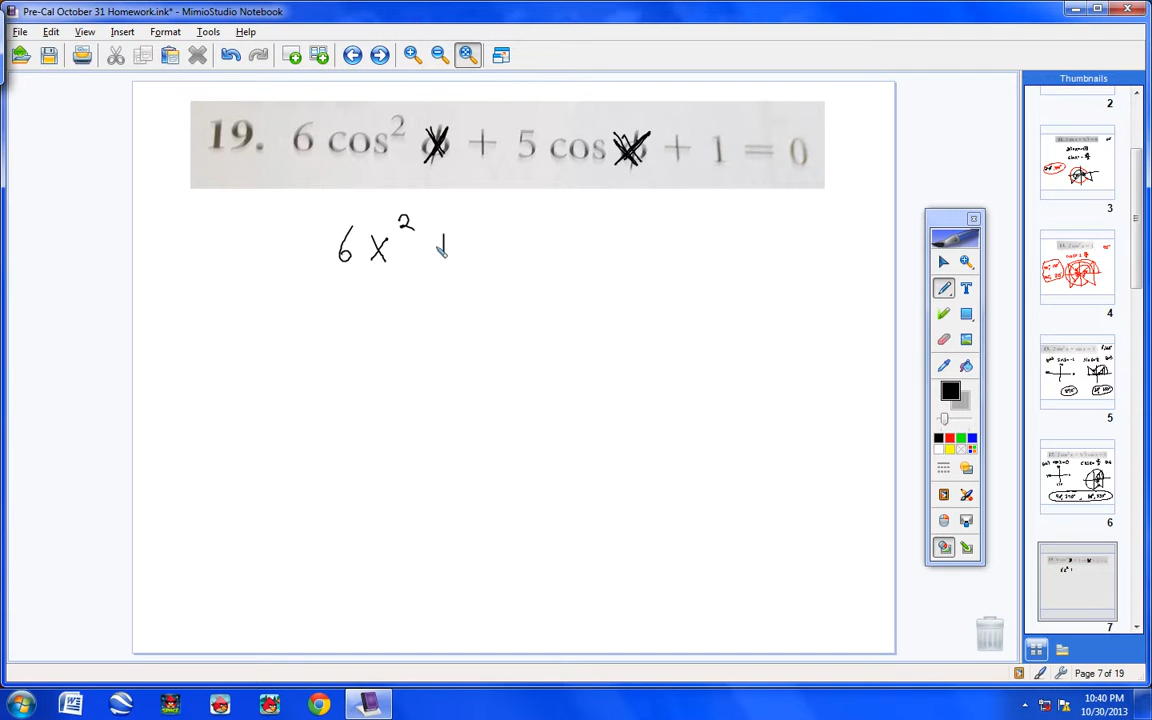 Pre-Cal October 31 Homework.ink* - MimioStudio Notebook
File Edit View Insert Format Tools Help
Thumbnails
19. 6 cos² x + 5 cos x + 1 = 0
6 x²
2
3
4
5
6
7
T
Page 7 of 19
10:40 PM
10/30/2013